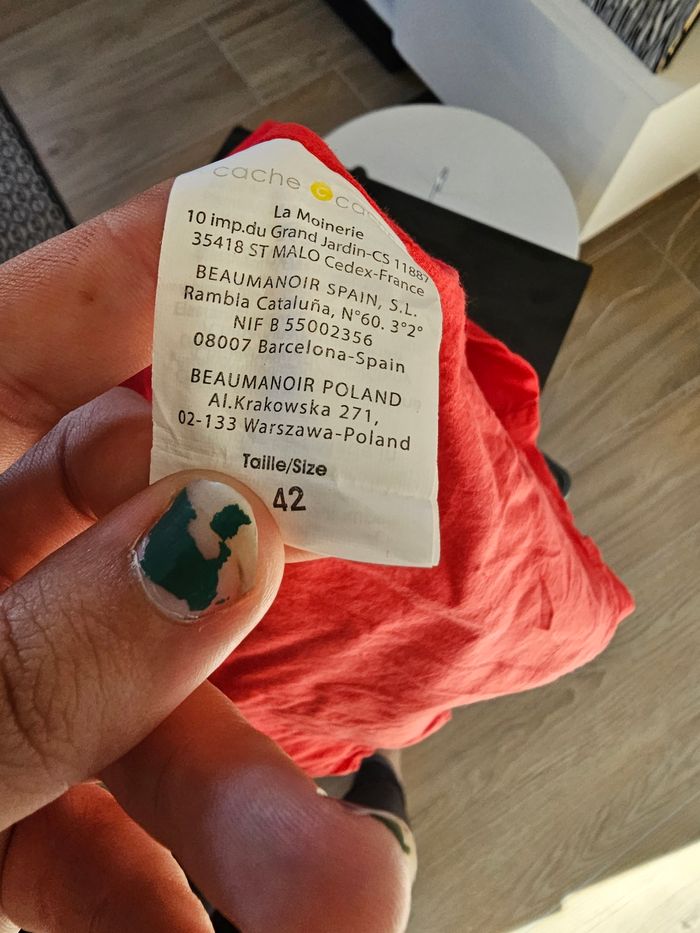 cache c cac
La Moinerie
10 imp.du Grand Jardin-CS 11887
35418 ST MALO Cedex-France
BEAUMANOIR SPAIN, S.L.
Rambia Cataluña, N°60. 3°2°
NIF B 55002356
08007 Barcelona-Spain
BEAUMANOIR POLAND
Al.Krakowska 271,
02-133 Warszawa-Poland
Taille/Size
42